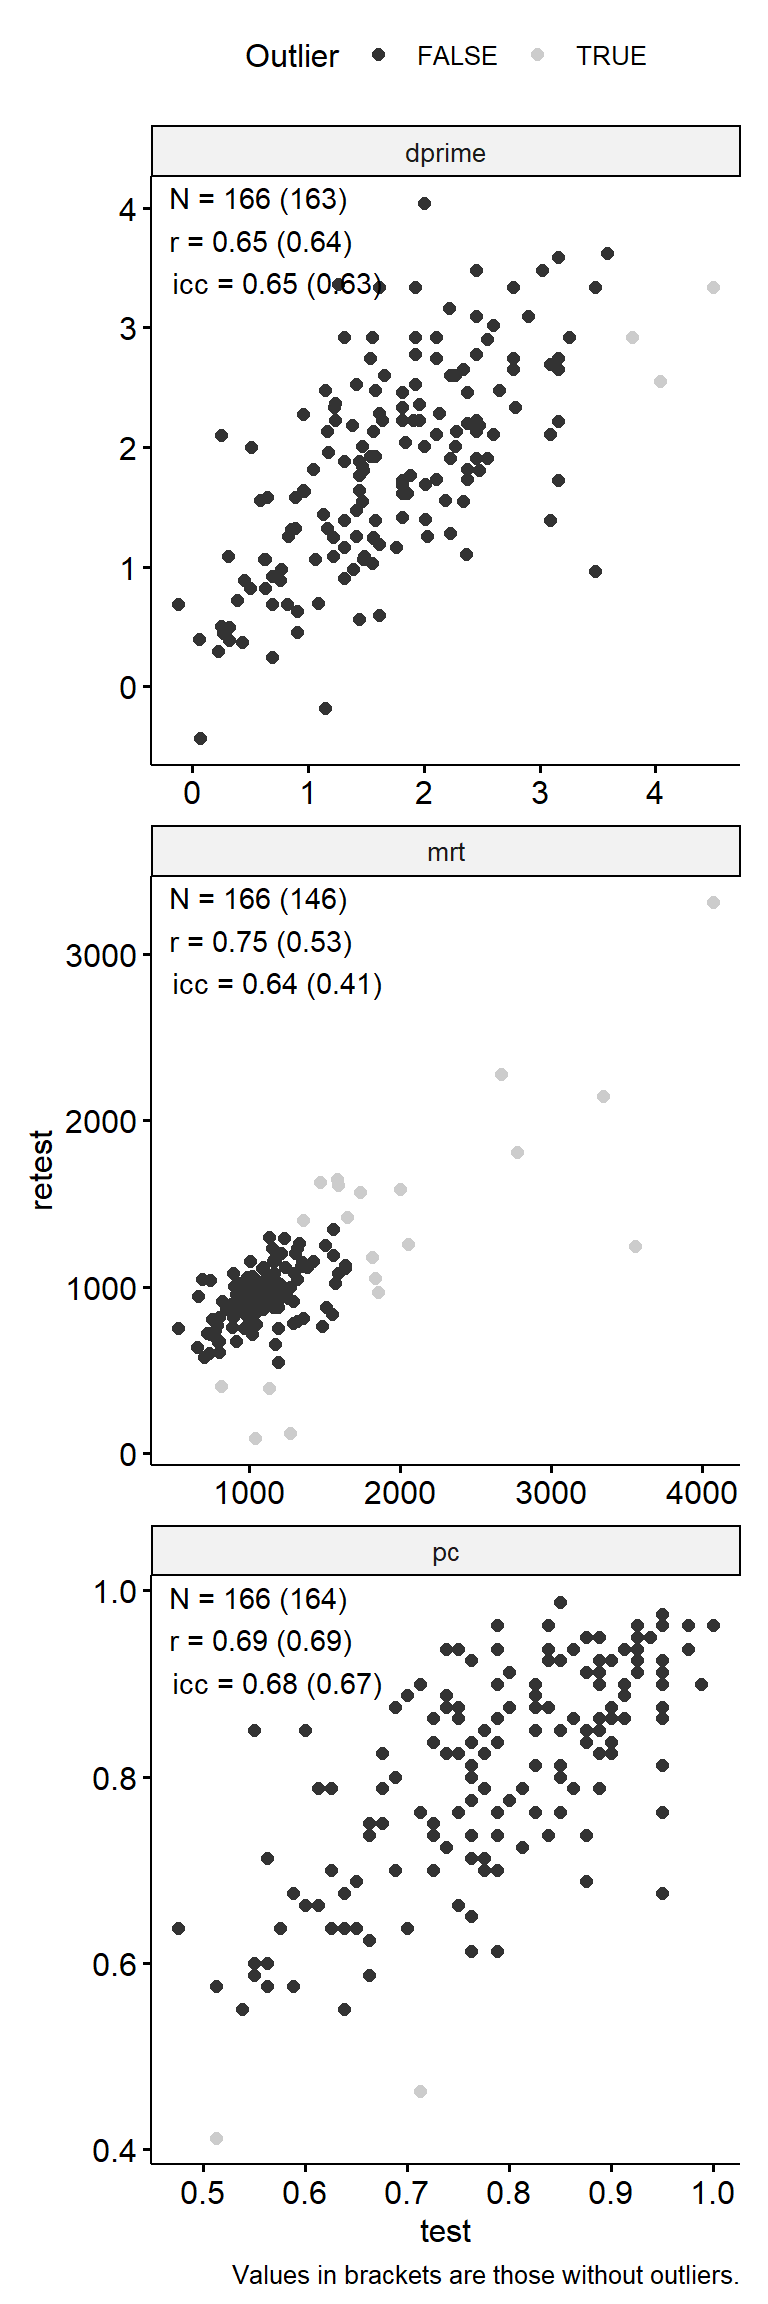 Outlier FALSE TRUE
dprime
N = 166 (163)
r = 0.65 (0.64)
icc = 0.65 (0.63)
4
3
2
1
0
0 1 2 3 4
mrt
N = 166 (146)
r = 0.75 (0.53)
icc = 0.64 (0.41)
3000
2000
1000
0
retest
1000 2000 3000 4000
pc
N = 166 (164)
r = 0.69 (0.69)
icc = 0.68 (0.67)
1.0
0.8
0.6
0.4
0.5 0.6 0.7 0.8 0.9 1.0
test
Values in brackets are those without outliers.